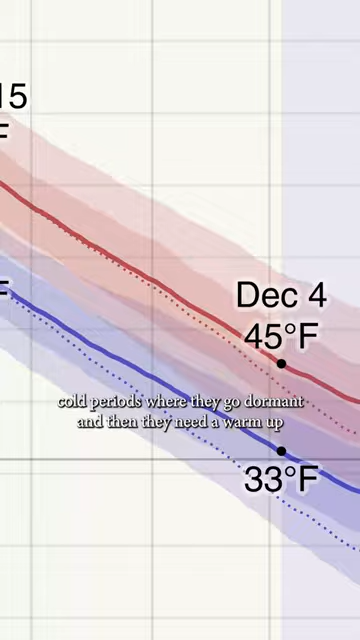 15
F
Dec 4
45°F
F
cold periods where they go dormant
and then they need a warm up
33°F